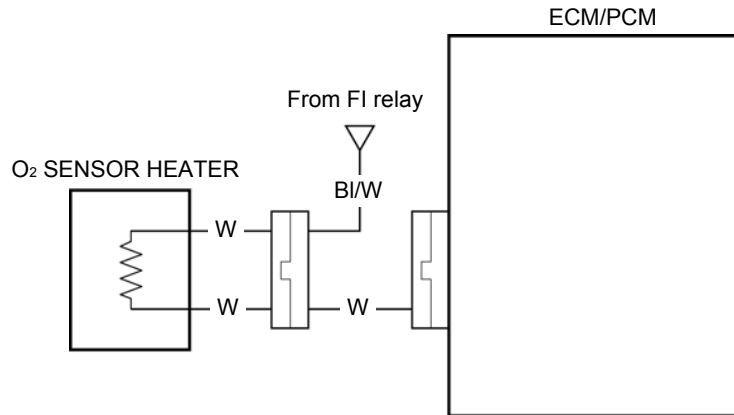 ECM/PCM
From FI relay
O₂ SENSOR HEATER
Bl/W
W
W
W